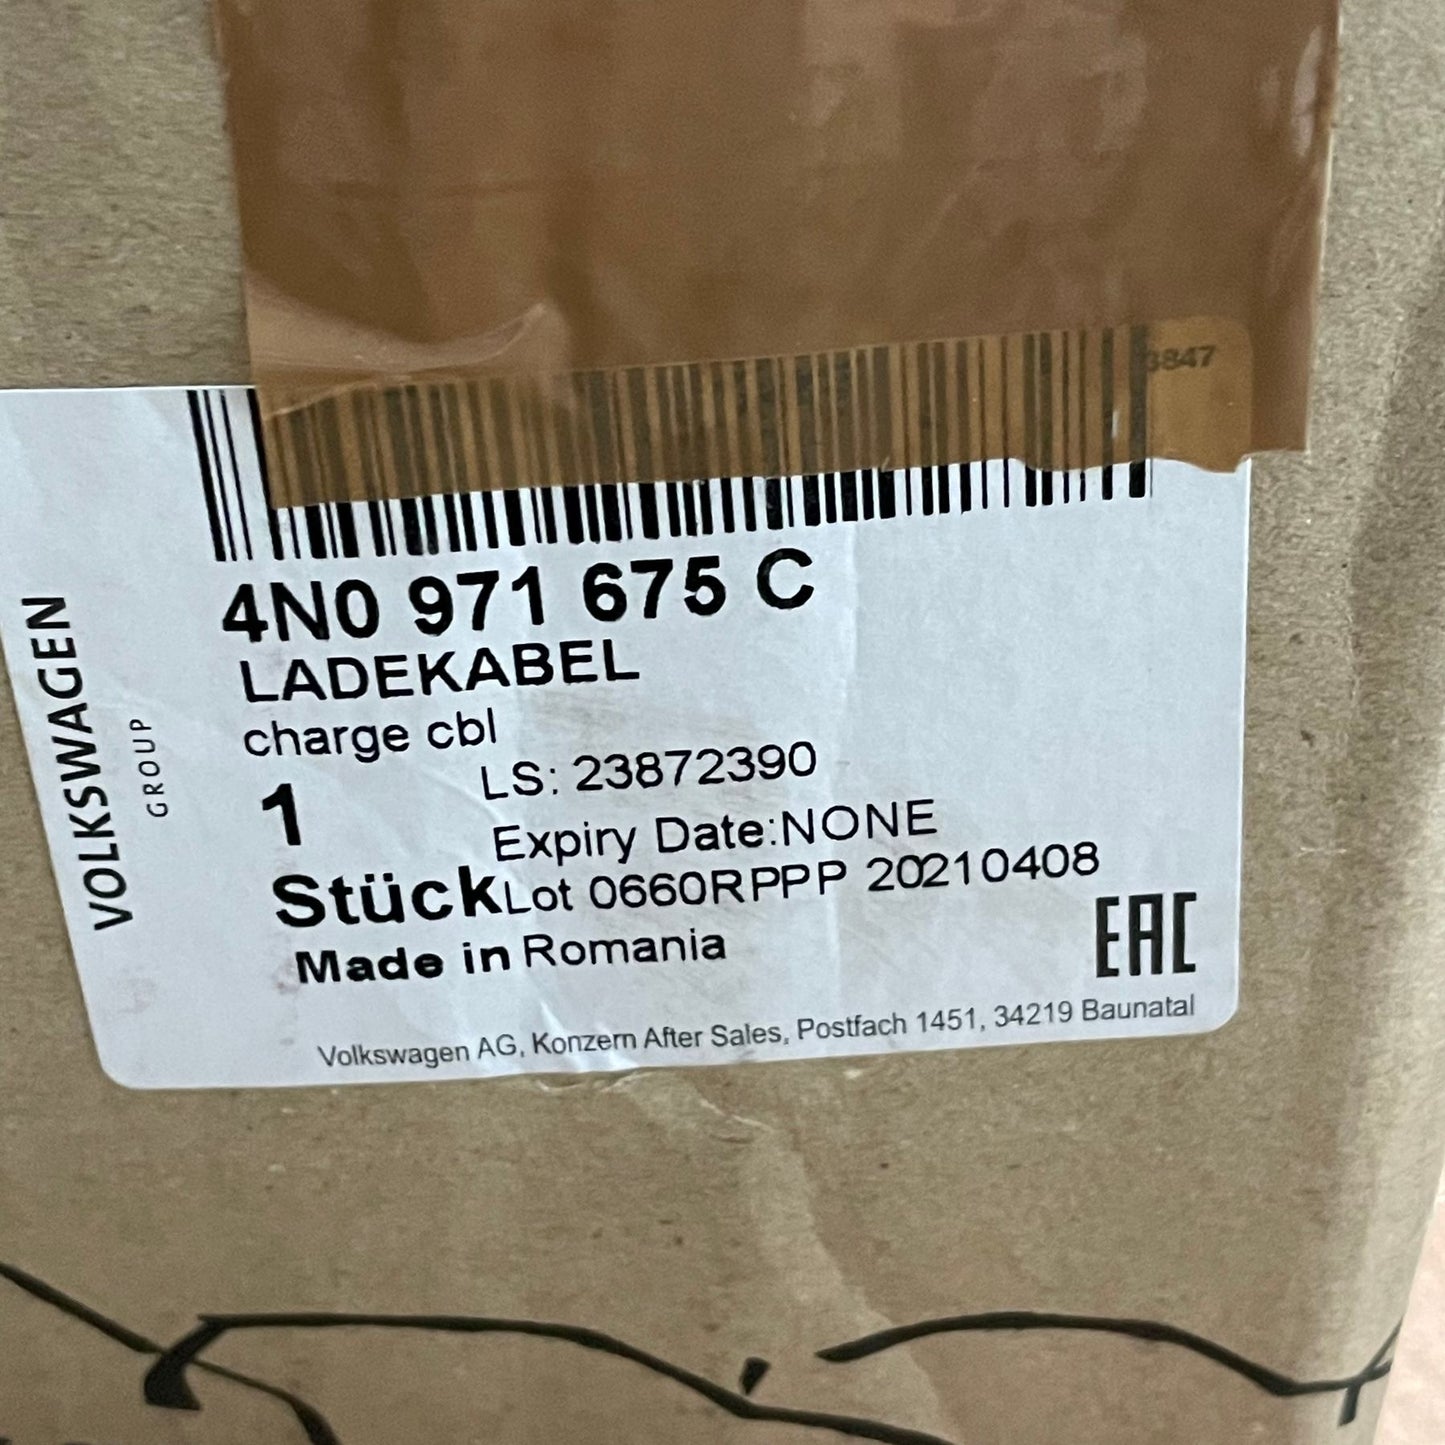 3847
4N0 971 675 C
LADEKABEL
charge cbl
1
LS: 23872390
Expiry Date:NONE
Stück Lot 0660RPPP 20210408
Made in Romania
EAC
Volkswagen AG, Konzern After Sales, Postfach 1451, 34219 Baunatal
VOLKSWAGEN
GROUP